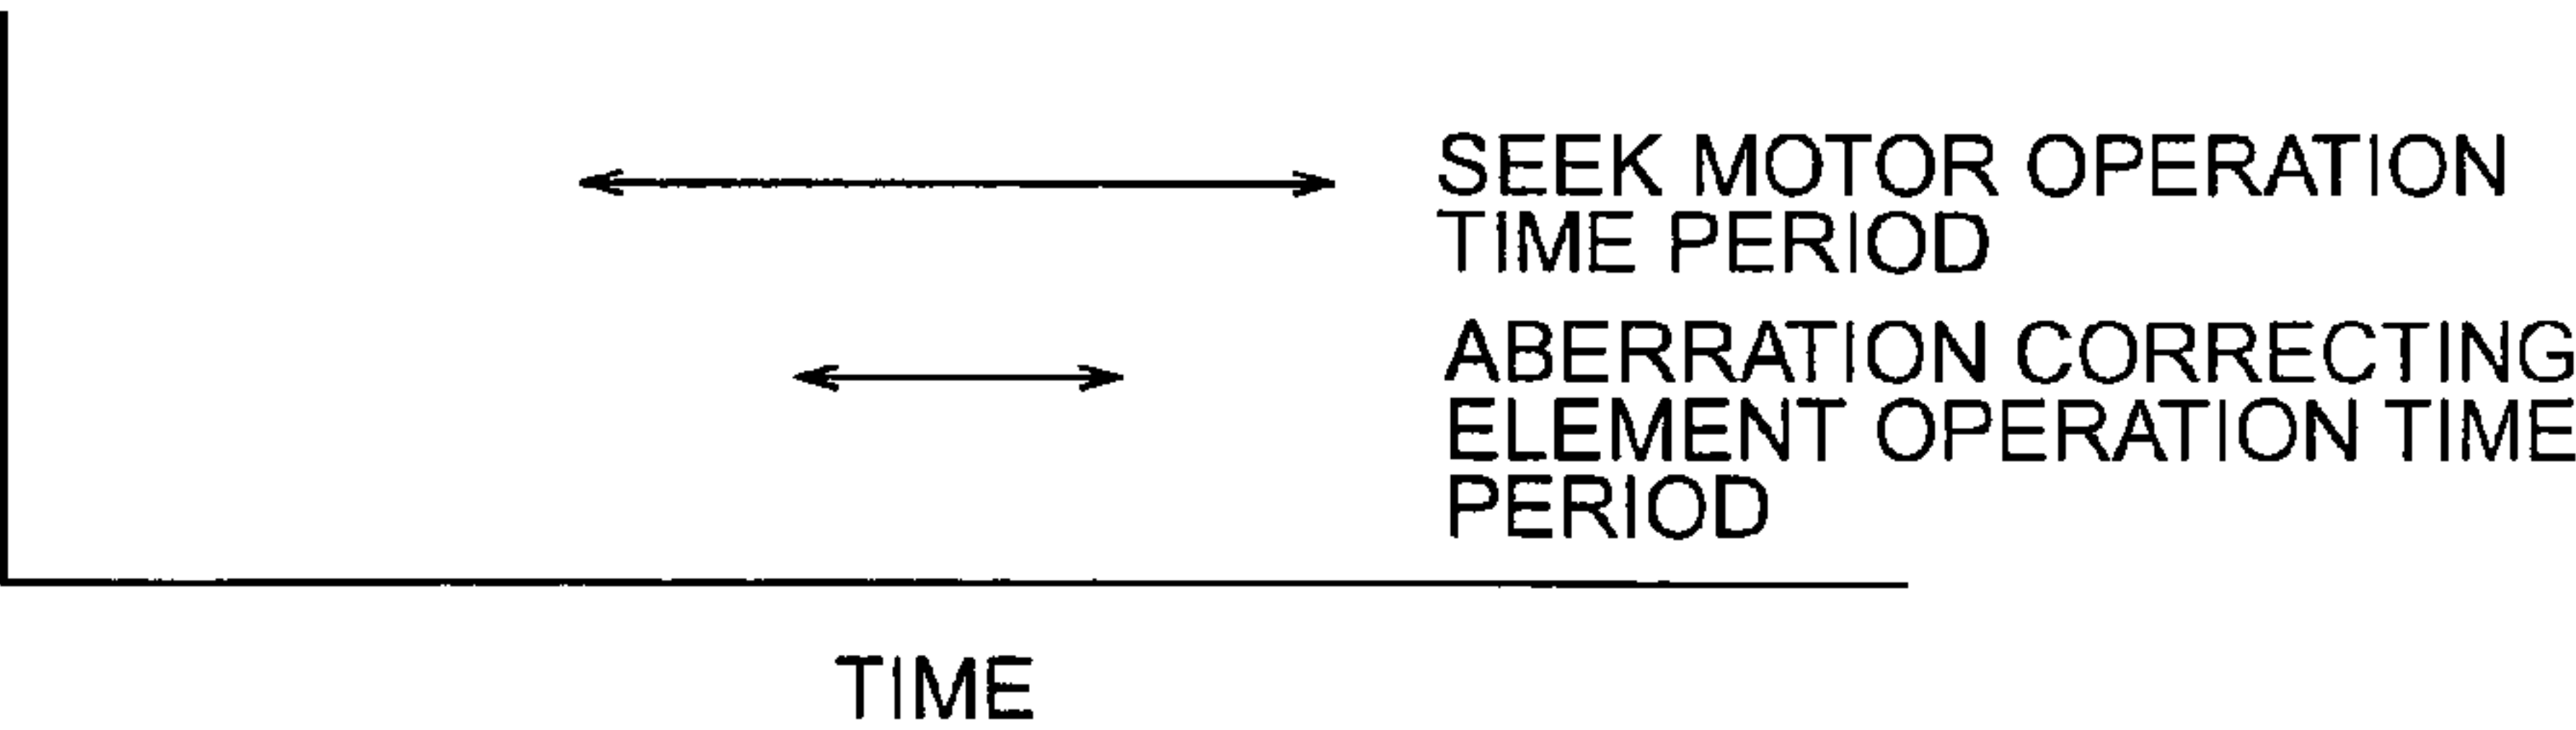 SEEK MOTOR OPERATION
TIME PERIOD
ABERRATION CORRECTING
ELEMENT OPERATION TIME
PERIOD
TIME